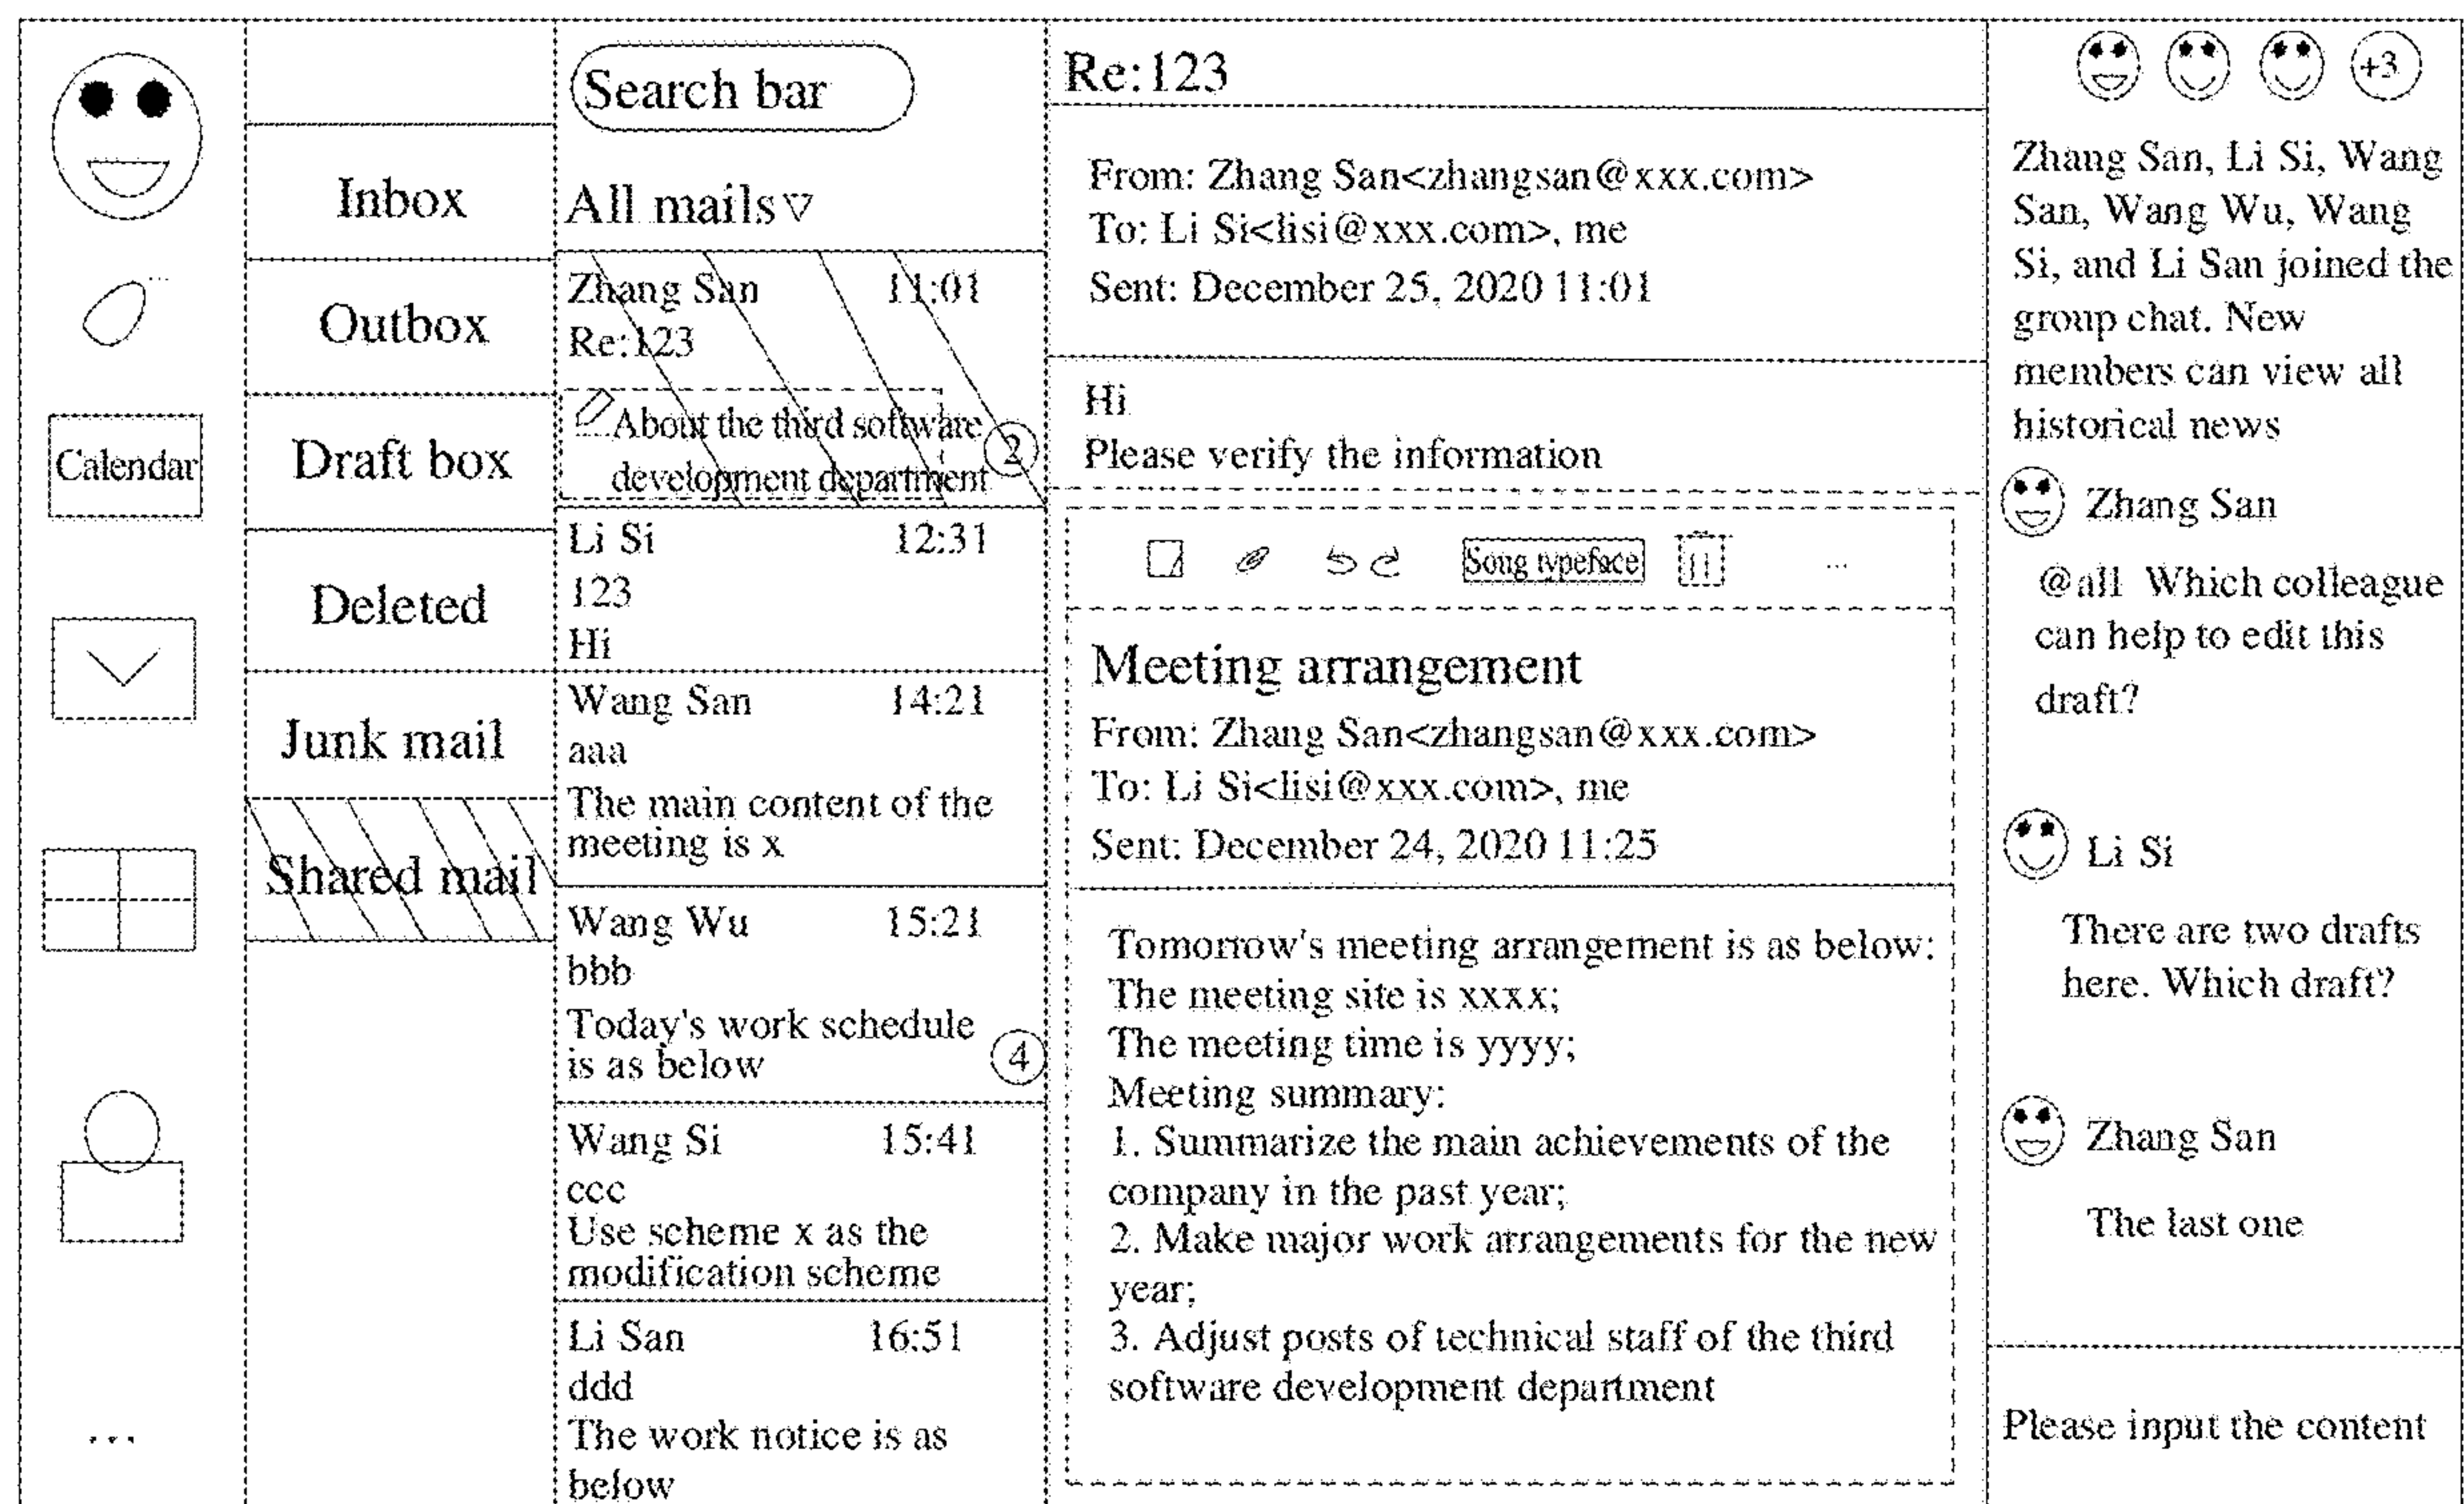 Calendar
...
Inbox
Outbox
Draft box
Deleted
Junk mail
Shared mail
Search bar
All mails
Zhang San 11:01
Re:123
About the third software
development department
2
Li Si 12:31
123
Hi
Wang San 14:21
aaa
The main content of the
meeting is x
Wang Wu 15:21
bbb
Today's work schedule
is as below
4
Wang Si 15:41
ccc
Use scheme x as the
modification scheme
Li San 16:51
ddd
The work notice is as
below
Re:123
From: Zhang San<zhangsan@xxx.com>
To: Li Si<lisi@xxx.com>, me
Sent: December 25, 2020 11:01
Hi
Please verify the information
Song typeface
...
Meeting arrangement
From: Zhang San<zhangsan@xxx.com>
To: Li Si<lisi@xxx.com>, me
Sent: December 24, 2020 11:25
Tomorrow's meeting arrangement is as below:
The meeting site is xxxx;
The meeting time is yyyy;
Meeting summary:
1. Summarize the main achievements of the
company in the past year;
2. Make major work arrangements for the new
year;
3. Adjust posts of technical staff of the third
software development department
+3
Zhang San, Li Si, Wang
San, Wang Wu, Wang
Si, and Li San joined the
group chat. New
members can view all
historical news
Zhang San
@all Which colleague
can help to edit this
draft?
Li Si
There are two drafts
here. Which draft?
Zhang San
The last one
Please input the content